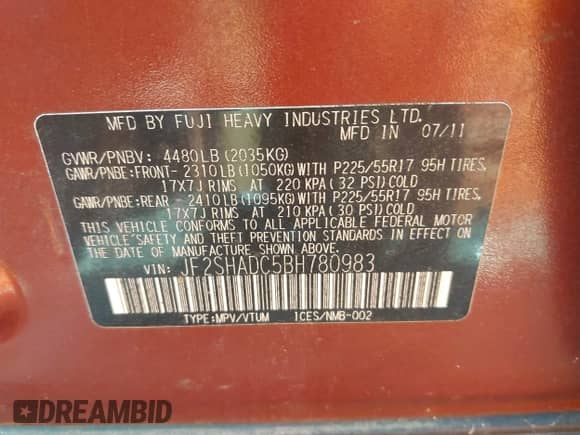 MFD BY FUJI HEAVY INDUSTRIES LTD.
MFD IN 07/11
GVWR/PNBV: 4480LB(2035KG)
GAWR/PNBE:FRONT- 2310LB(1050KG)WITH P225/55R17 95H TIRES,
17X7J RIMS AT 220 KPA(32 PSI)COLD
GAWR/PNBE:REAR - 2410LB(1095KG)WITH P225/55R17 95H TIRES,
17X7J RIMS AT 210 KPA(30 PSI)COLD
THIS VEHICLE CONFORMS TO ALL APPLICABLE FEDERAL MOTOR
VEHICLE SAFETY AND THEFT PREVENTION STANDARDS IN EFFECT ON
THE DATE OF MANUFACTURE SHOWN ABOVE.
VIN: JF2SHADC5BH780983
TYPE:MPV/VTUM ICES/NMB-002
DREAMBID